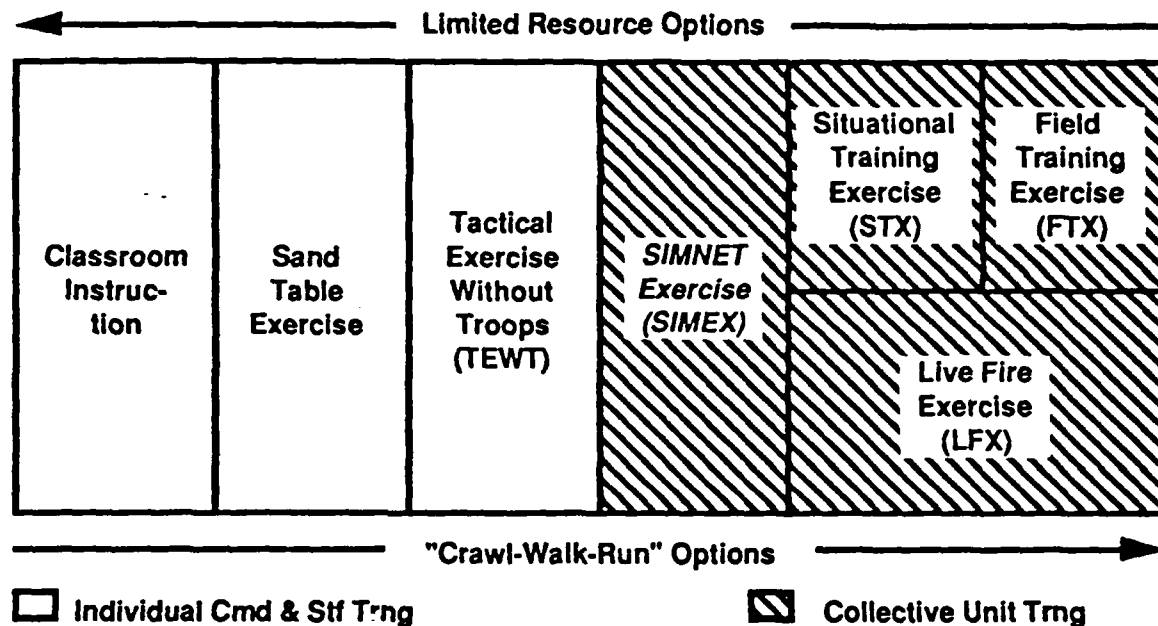 Limited Resource Options
Classroom
Instruc-
tion
Sand
Table
Exercise
Tactical
Exercise
Without
Troops
(TEWT)
SIMNET
Exercise
(SIMEX)
Situational
Training
Exercise
(STX)
Field
Training
Exercise
(FTX)
Live Fire
Exercise
(LFX)
"Crawl-Walk-Run" Options
Individual Cmd & Stf Trng
Collective Unit Trng